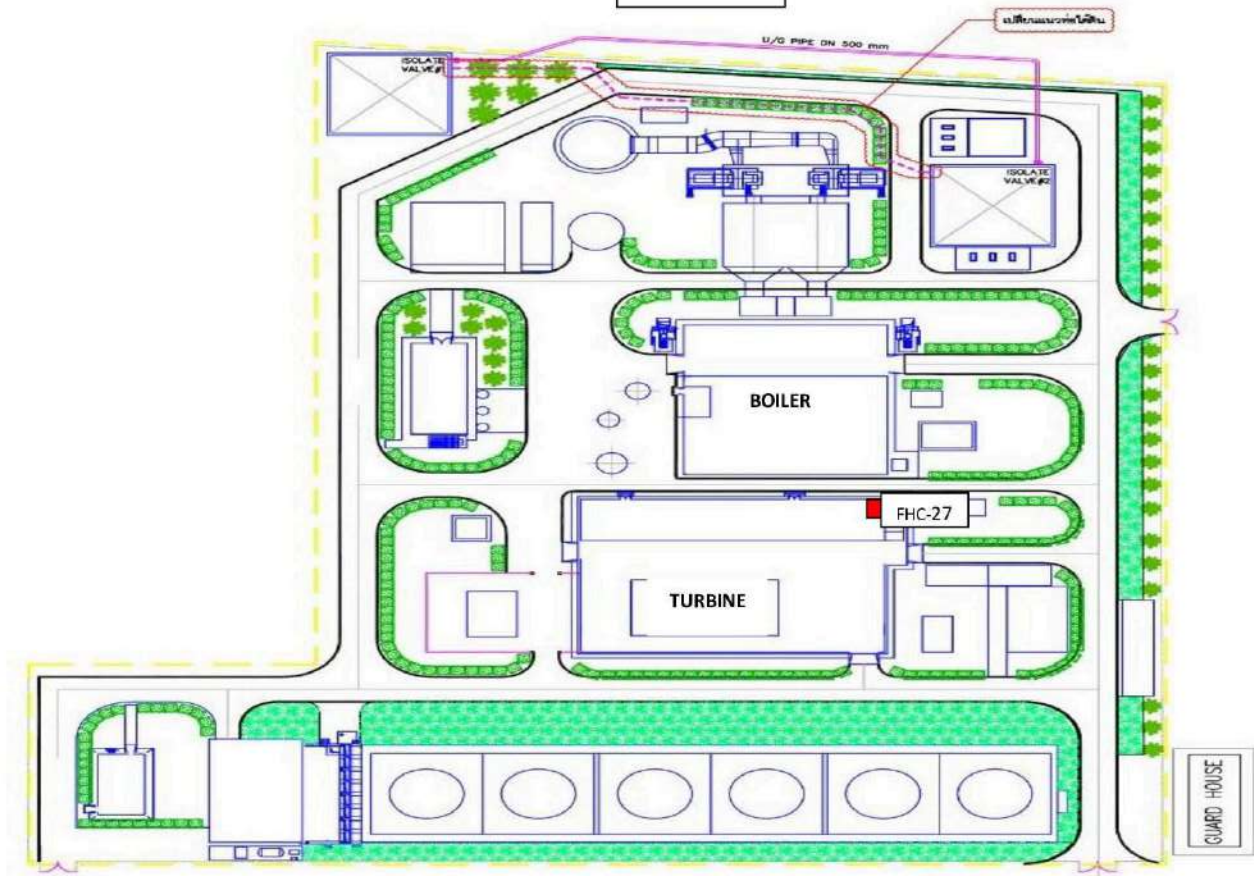 เปลี่ยนแนวท่อใต้ดิน
U/G PIPE DN 500 mm
ISOLATE
VALVE#1
ISOLATE
VALVE#2
BOILER
FHC-27
TURBINE
GUARD HOUSE